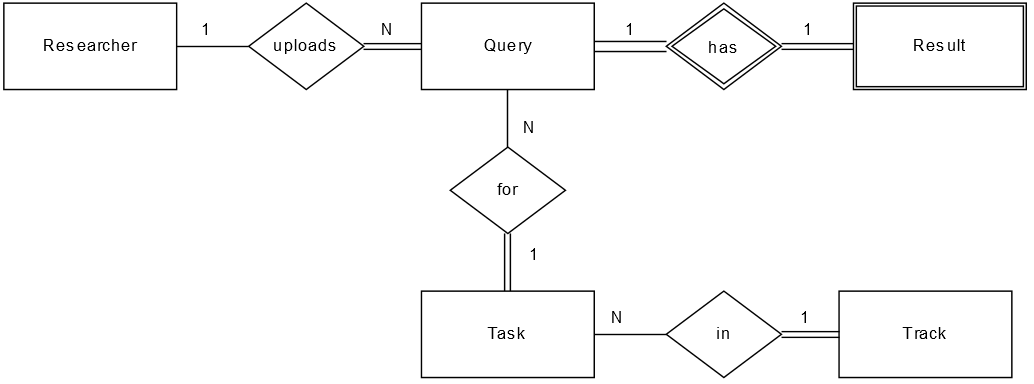 Researcher
1
uploads
N
Query
1
has
1
Result
N
for
1
Task
N
in
1
Track